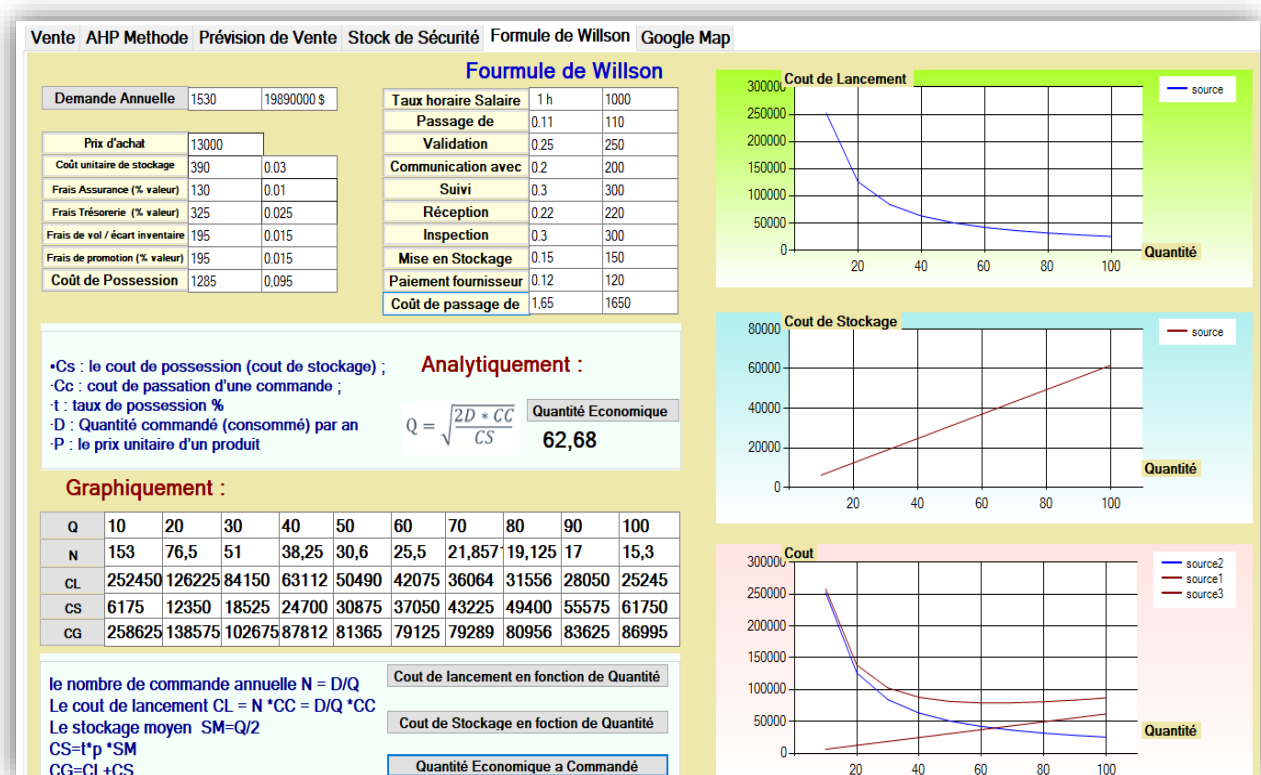 Vente AHP Methode Prévision de Vente Stock de Sécurité Formule de Willson Google Map
Fourmule de Willson
Demande Annuelle 1530 19890000 $
Prix d'achat 13000
Coût unitaire de stockage 390 0.03
Frais Assurance (% valeur) 130 0.01
Frais Trésorerie (% valeur) 325 0.025
Frais de vol / écart inventaire 195 0.015
Frais de promotion (% valeur) 195 0.015
Coût de Possession 1285 0,095
Taux horaire Salaire 1 h 1000
Passage de 0.11 110
Validation 0.25 250
Communication avec 0.2 200
Suivi 0.3 300
Réception 0.22 220
Inspection 0.3 300
Mise en Stockage 0.15 150
Paiement fournisseur 0.12 120
Coût de passage de 1,65 1650
•Cs : le cout de possession (cout de stockage) ;
·Cc : cout de passation d'une commande ;
·t : taux de possession %
·D : Quantité commandé (consommé) par an
·P : le prix unitaire d'un produit
Analytiquement :
Q = √(2D * CC / CS)
Quantité Economique
62,68
Graphiquement :
Q 10 20 30 40 50 60 70 80 90 100
N 153 76,5 51 38,25 30,6 25,5 21,857 19,125 17 15,3
CL 252450 126225 84150 63112 50490 42075 36064 31556 28050 25245
CS 6175 12350 18525 24700 30875 37050 43225 49400 55575 61750
CG 258625 138575 102675 87812 81365 79125 79289 80956 83625 86995
le nombre de commande annuelle N = D/Q
Le cout de lancement CL = N *CC = D/Q *CC
Le stockage moyen SM=Q/2
CS=t*p *SM
CG=CL+CS
Cout de lancement en fonction de Quantité
Cout de Stockage en foction de Quantité
Quantité Economique a Commandé
Cout de Lancement
source
300000
250000
200000
150000
100000
50000
0
20 40 60 80 100
Quantité
Cout de Stockage
source
80000
60000
40000
20000
0
20 40 60 80 100
Quantité
Cout
source2
source1
source3
300000
250000
200000
150000
100000
50000
0
20 40 60 80 100
Quantité